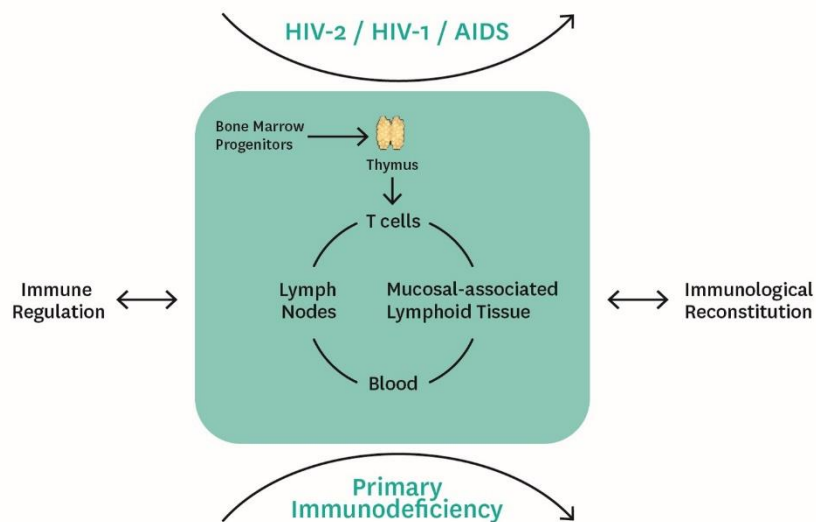 HIV-2 / HIV-1 / AIDS
Bone Marrow
Progenitors
Thymus
T cells
Immune
Regulation
Lymph
Nodes
Mucosal-associated
Lymphoid Tissue
Immunological
Reconstitution
Blood
Primary
Immunodeficiency